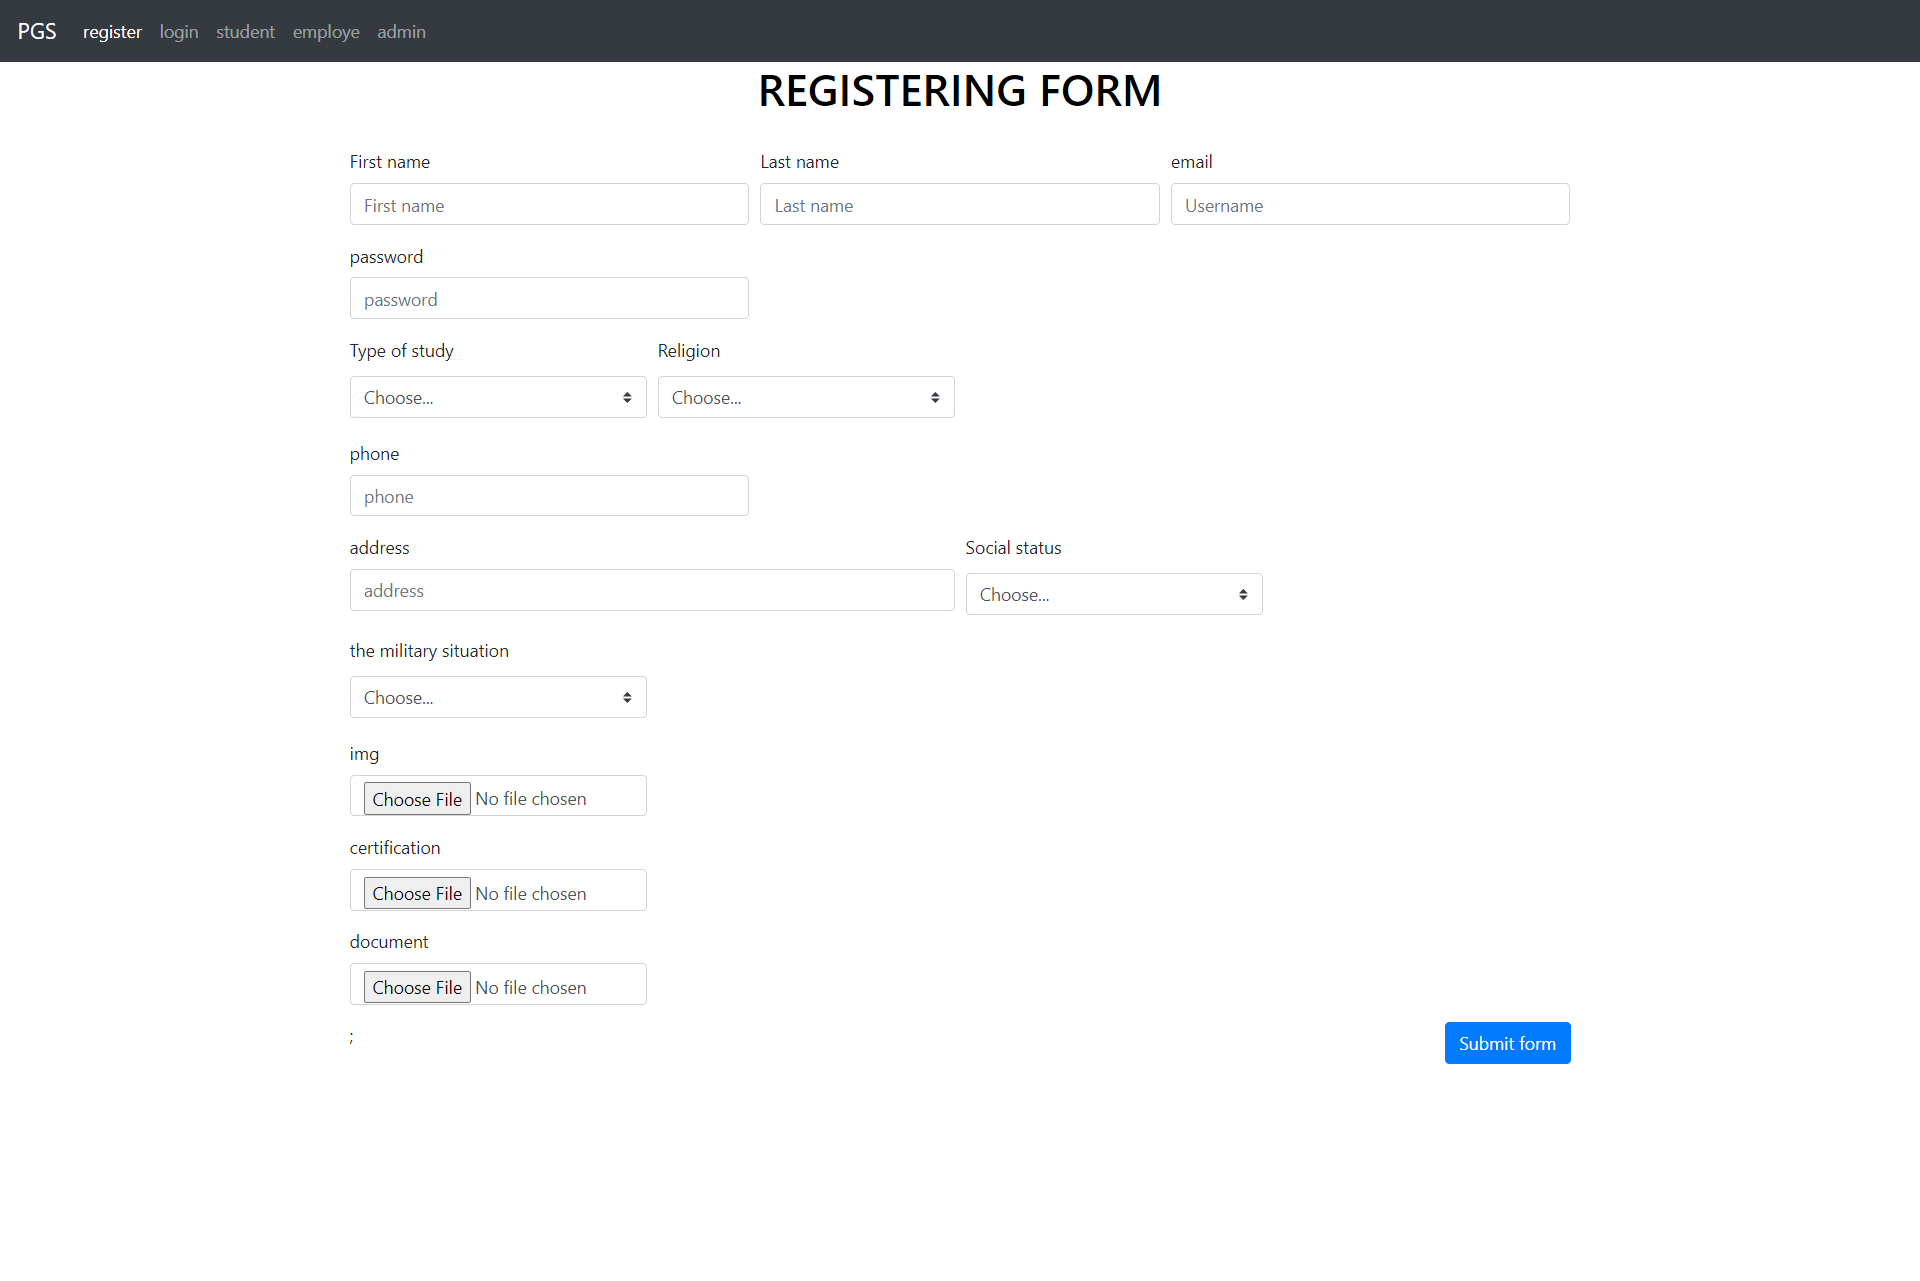 PGS register login student employe admin
REGISTERING FORM
First name Last name email
First name Last name Username
password
password
Type of study Religion
Choose... Choose...
phone
phone
address Social status
address Choose...
the military situation
Choose...
img
Choose File No file chosen
certification
Choose File No file chosen
document
Choose File No file chosen
; Submit form